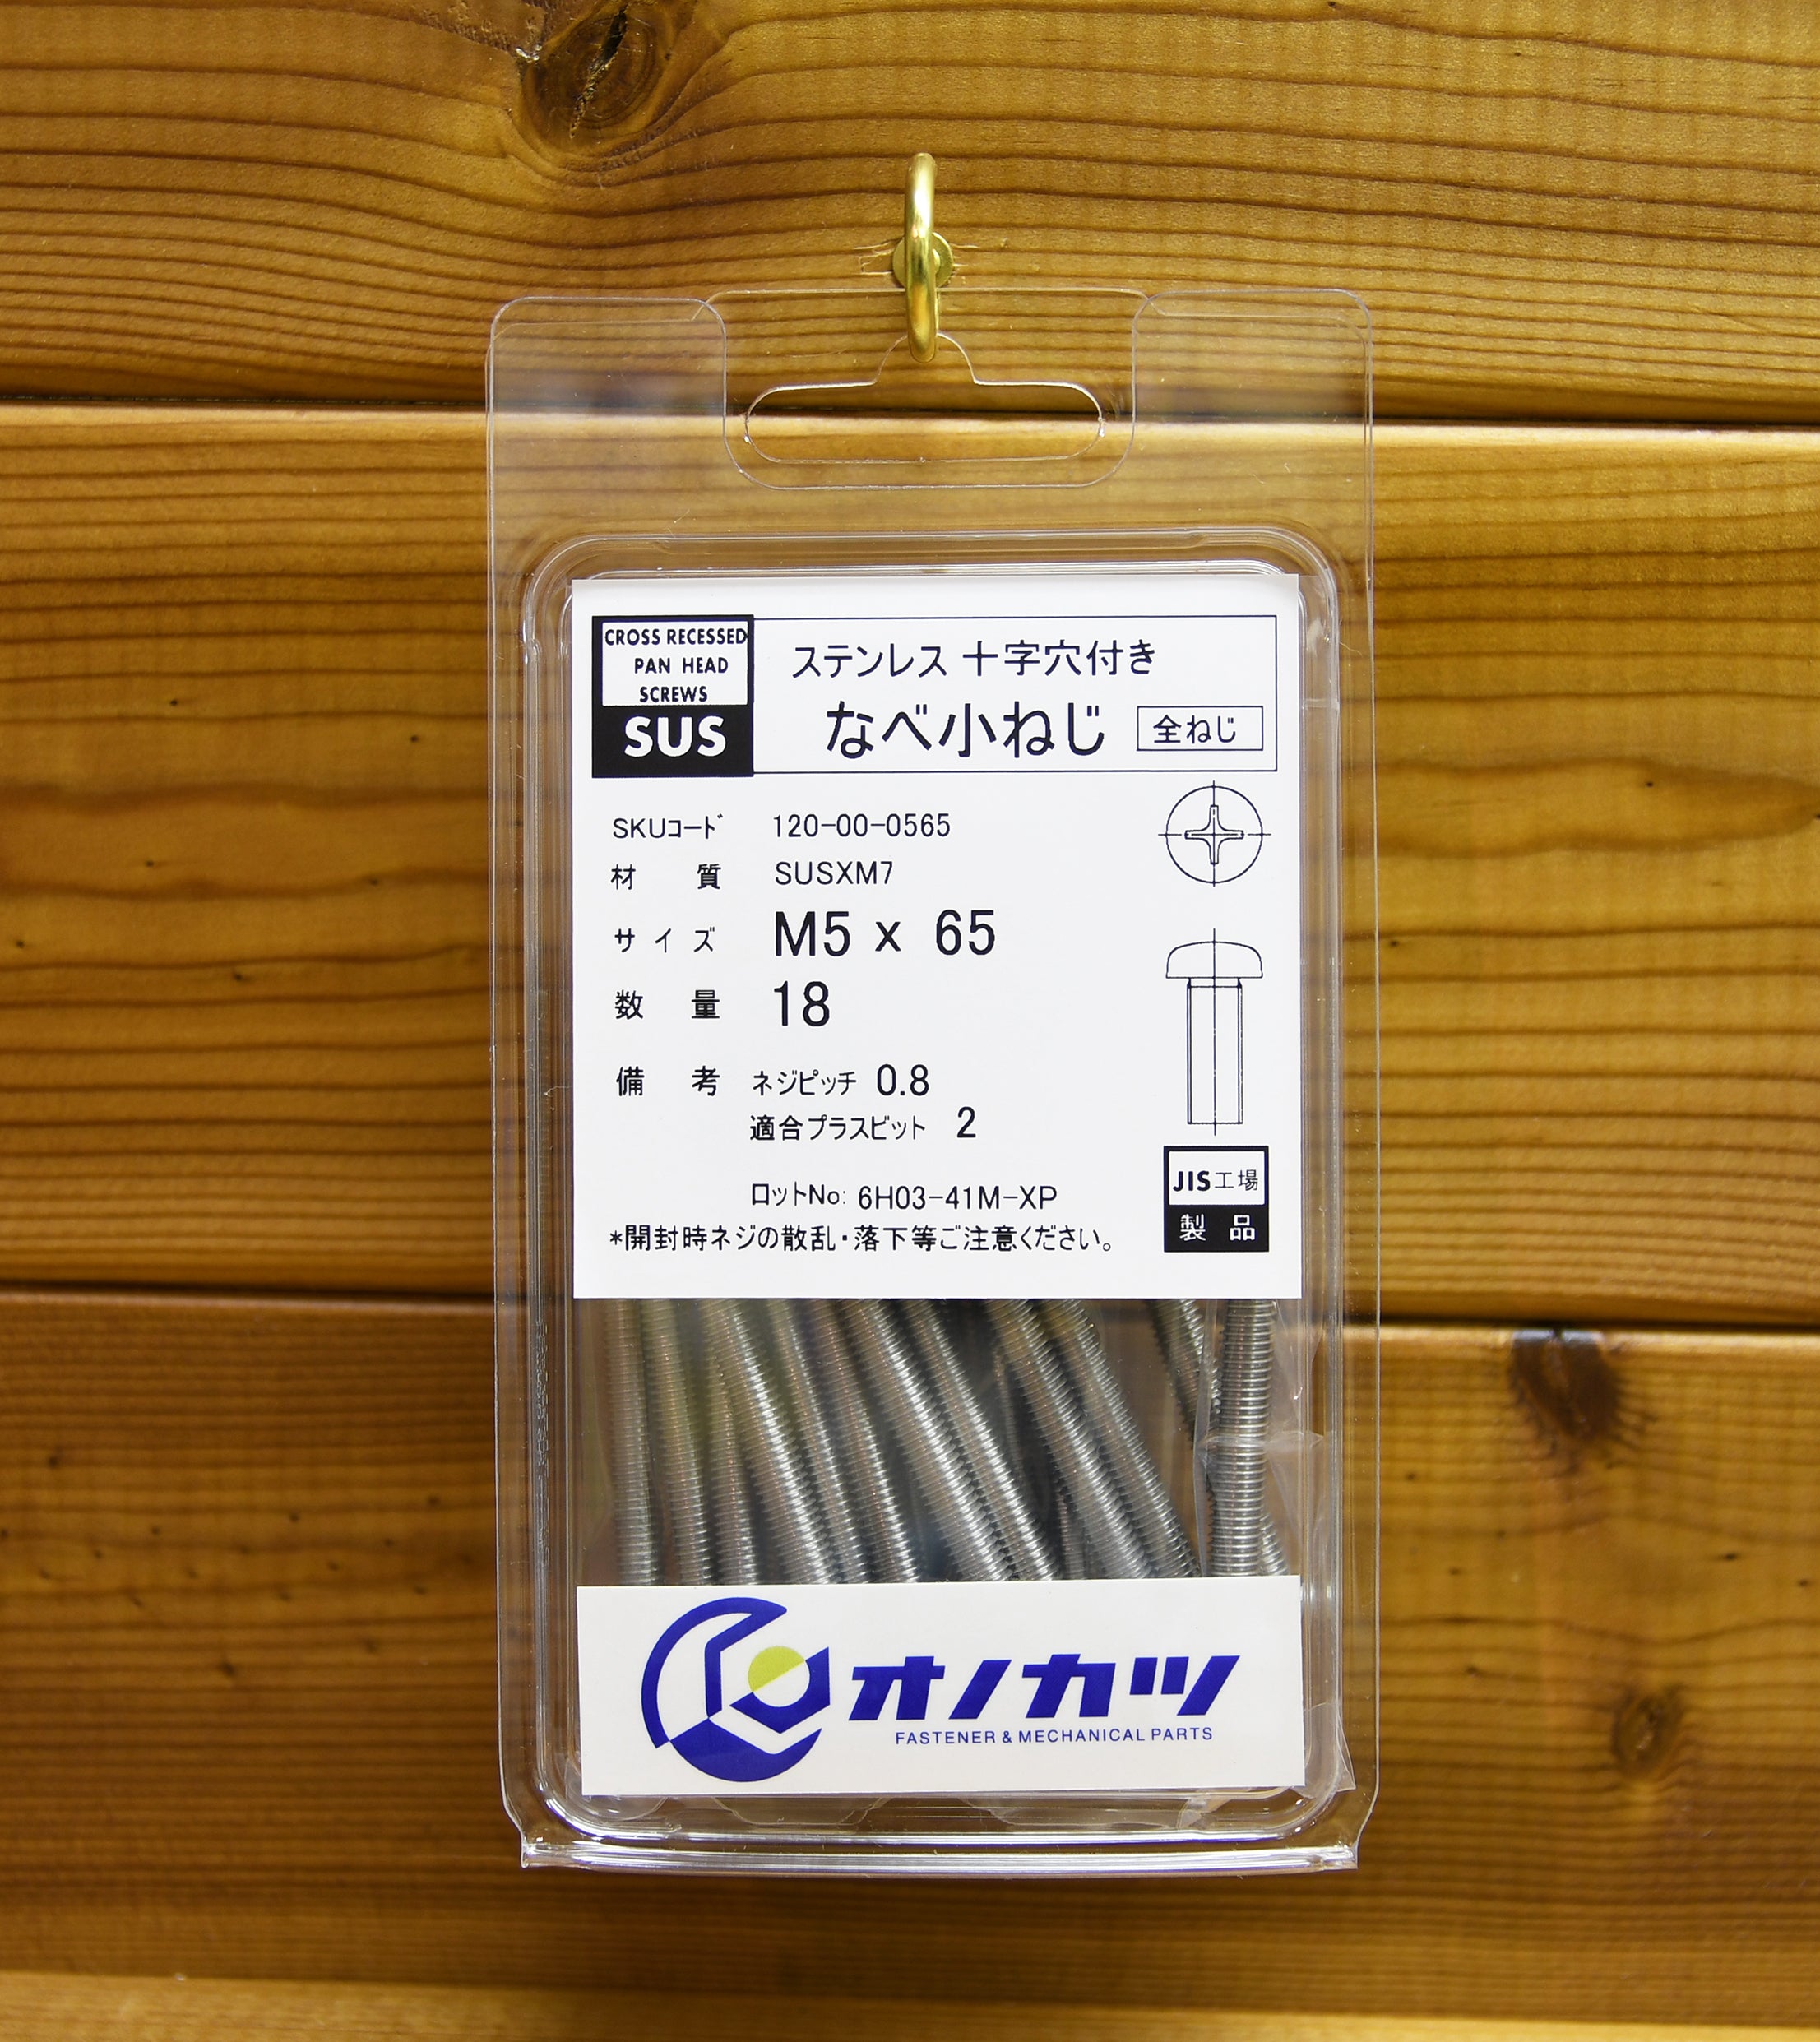 CROSS RECESSED
PAN HEAD
SCREWS
SUS
ステンレス 十字穴付き
なべ小ねじ 全ねじ
SKUコード 120-00-0565
材 質 SUSXM7
サイズ M5 x 65
数 量 18
備 考 ネジピッチ 0.8
適合プラスビット 2
ロットNo: 6H03-41M-XP
*開封時ネジの散乱・落下等ご注意ください。
JIS工場
製 品
オノカツ
FASTENER & MECHANICAL PARTS